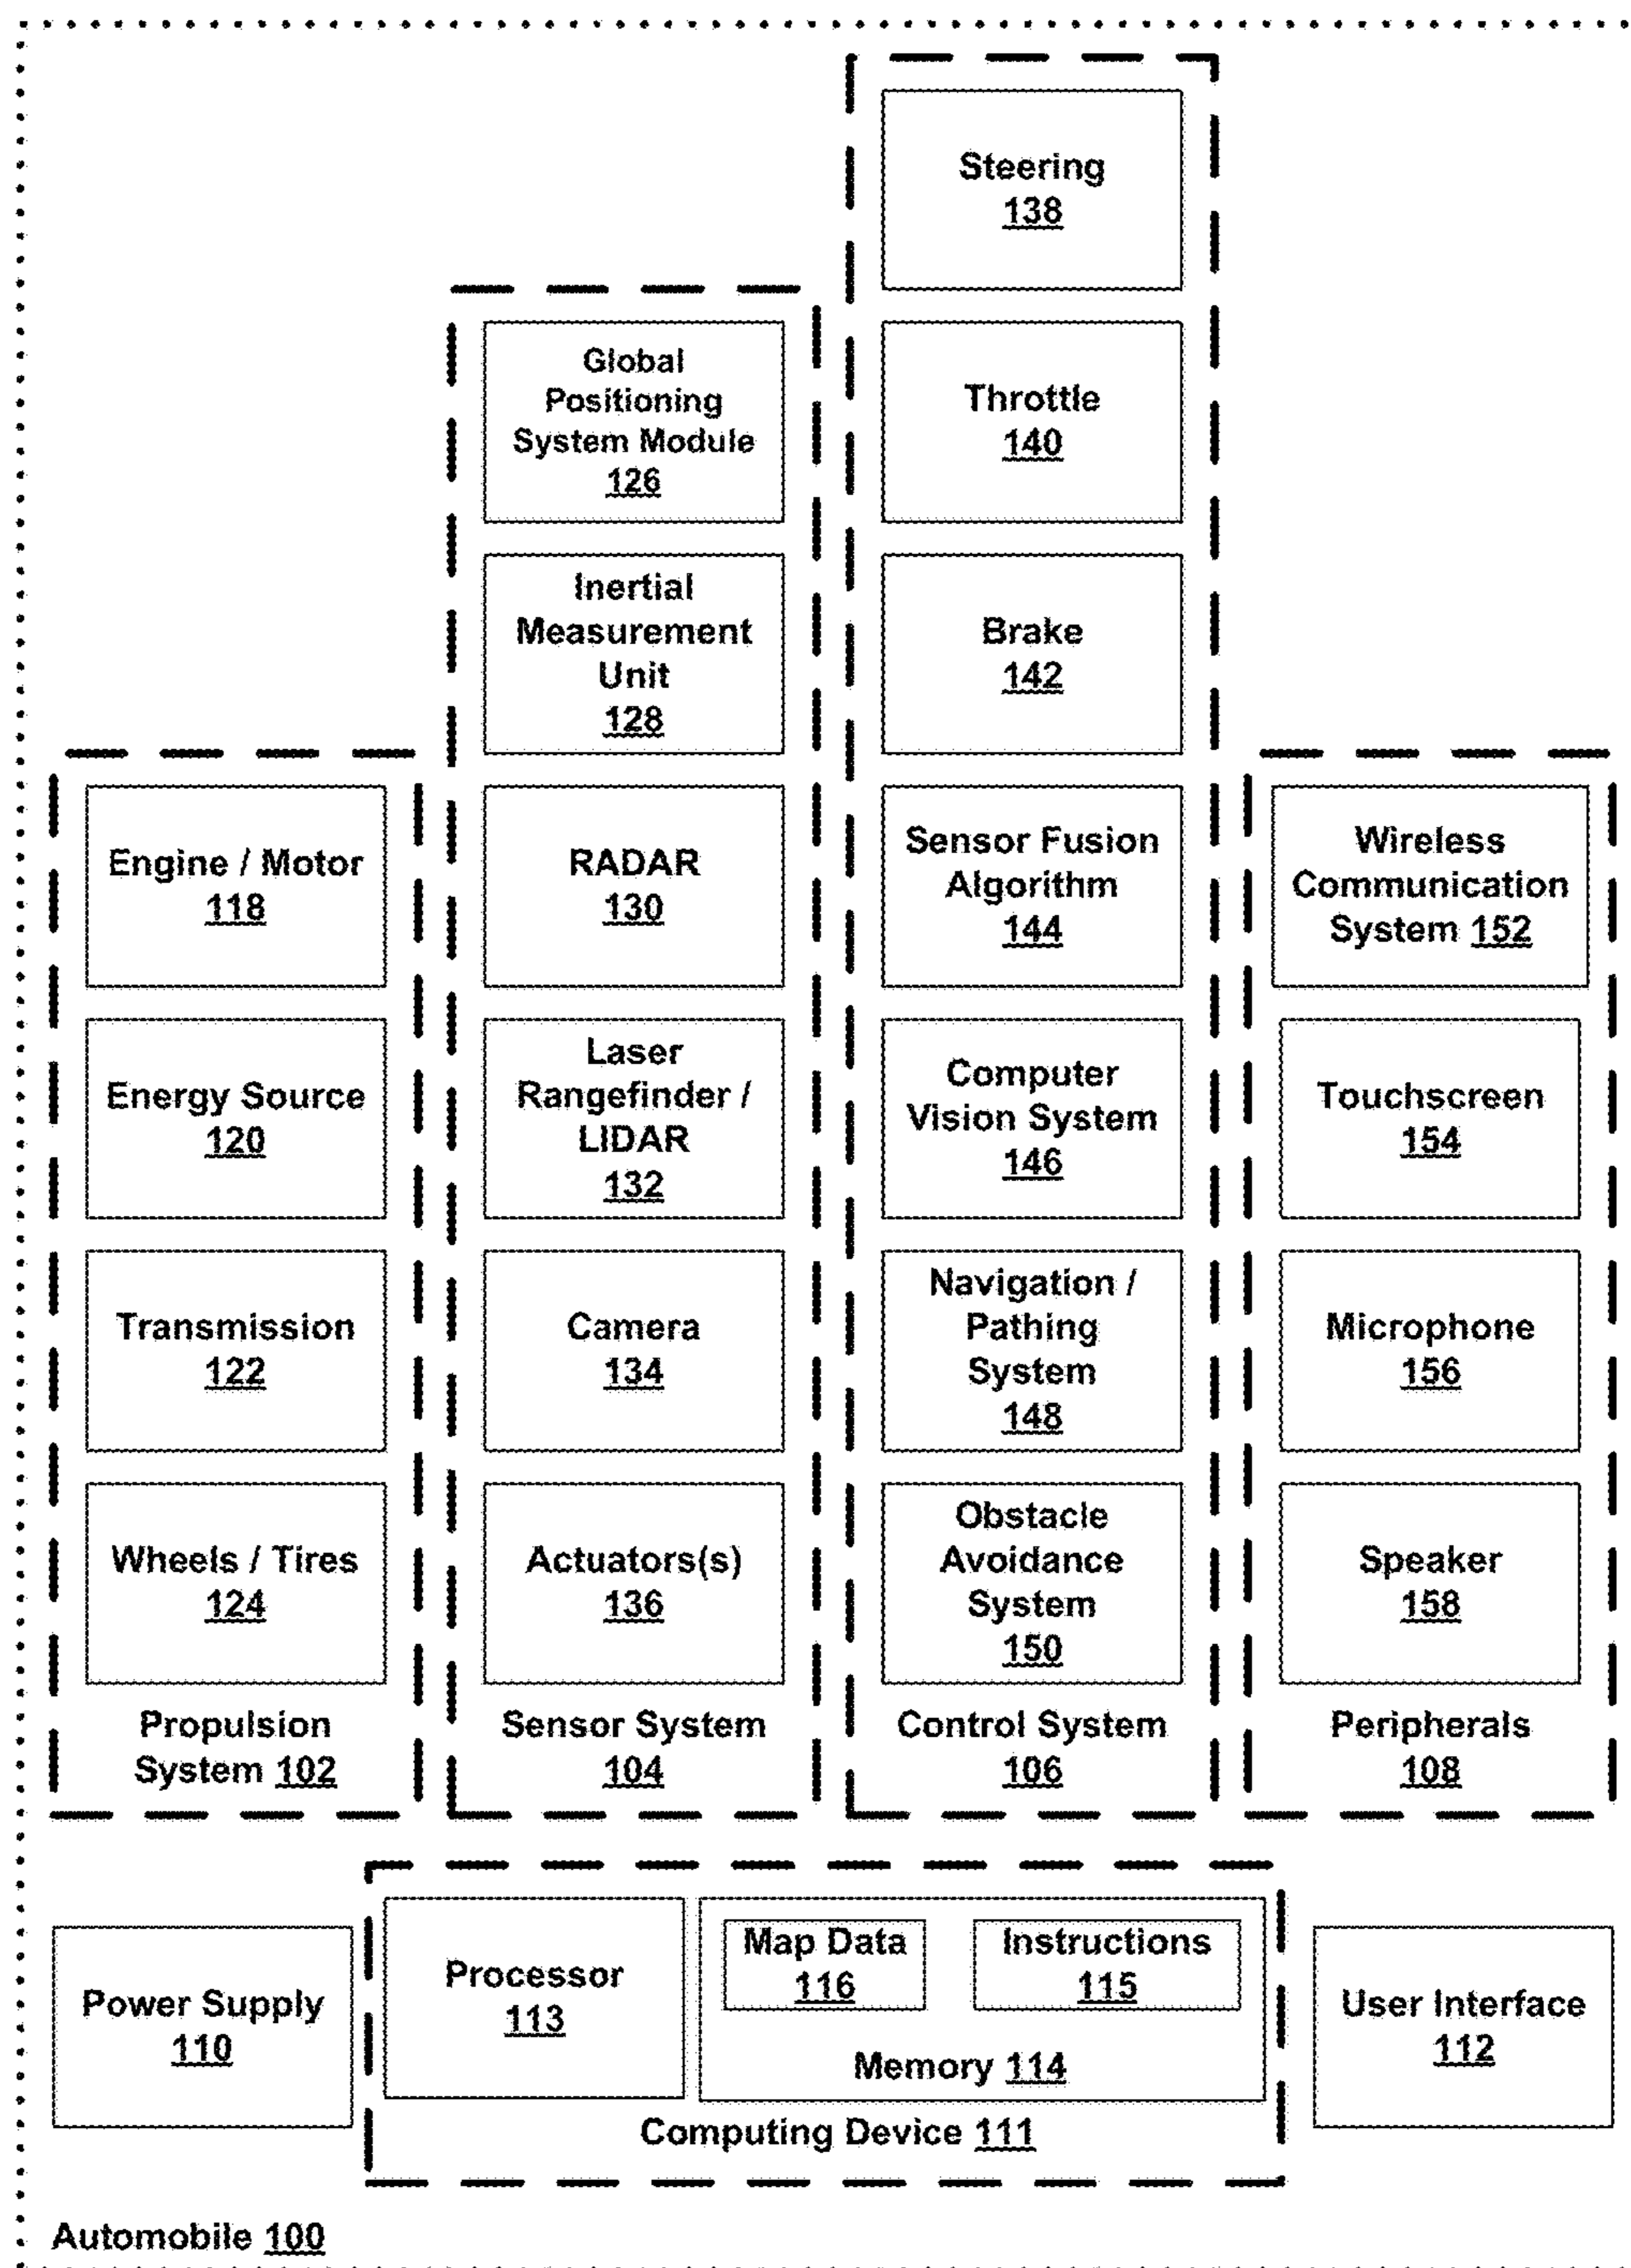 Steering
138
Global
Positioning
System Module
126
Throttle
140
Inertial
Measurement
Unit
128
Brake
142
Engine / Motor
118
RADAR
130
Sensor Fusion
Algorithm
144
Wireless
Communication
System 152
Energy Source
120
Laser
Rangefinder /
LIDAR
132
Computer
Vision System
146
Touchscreen
154
Transmission
122
Camera
134
Navigation /
Pathing
System
148
Microphone
156
Wheels / Tires
124
Actuators(s)
136
Obstacle
Avoidance
System
150
Speaker
158
Propulsion
System 102
Sensor System
104
Control System
106
Peripherals
108
Power Supply
110
Processor
113
Map Data
116
Instructions
115
Memory 114
Computing Device 111
User Interface
112
Automobile 100